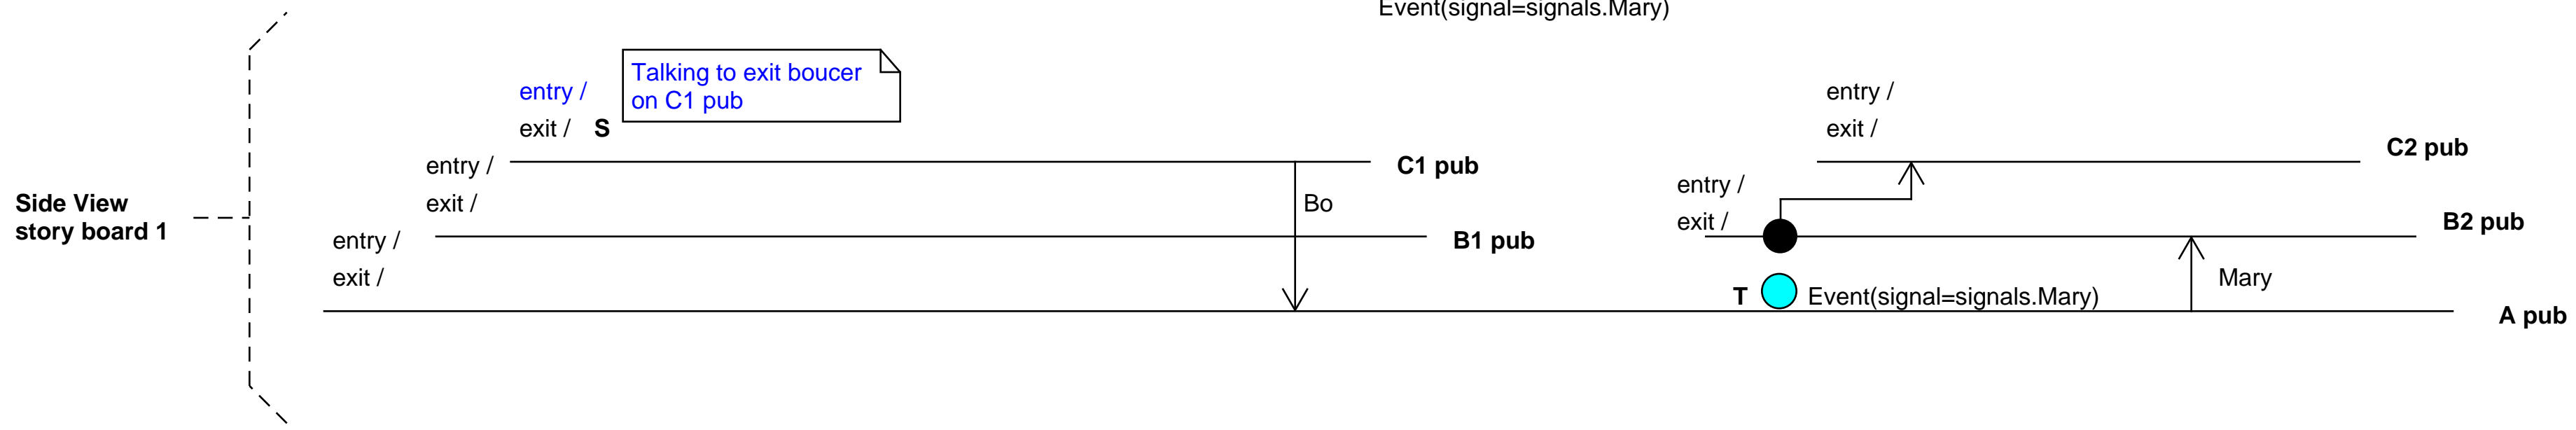 Event(signal=signals.Mary)
Talking to exit boucer
on C1 pub
entry /
exit / S
entry /
exit /
C1 pub
C2 pub
entry /
exit /
Side View
story board 1
entry /
exit /
Bo
entry /
exit /
B1 pub
B2 pub
T Event(signal=signals.Mary)
Mary
A pub